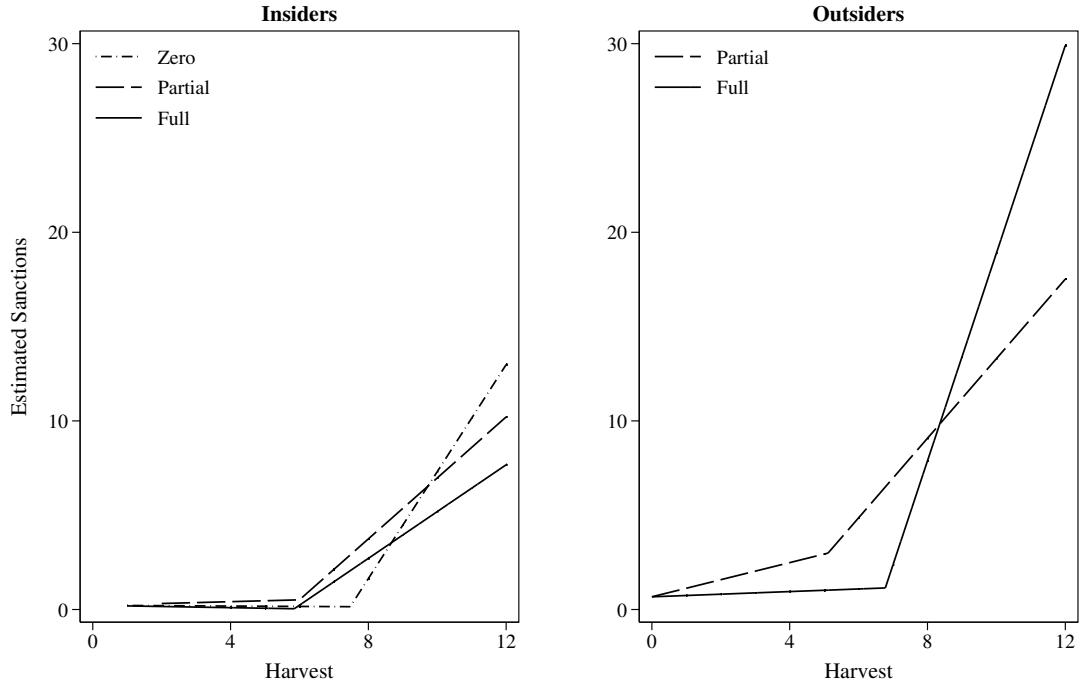 Insiders
Zero
Partial
Full
30
20
10
0
Estimated Sanctions
0 4 8 12
Harvest
Outsiders
Partial
Full
30
20
10
0
0 4 8 12
Harvest